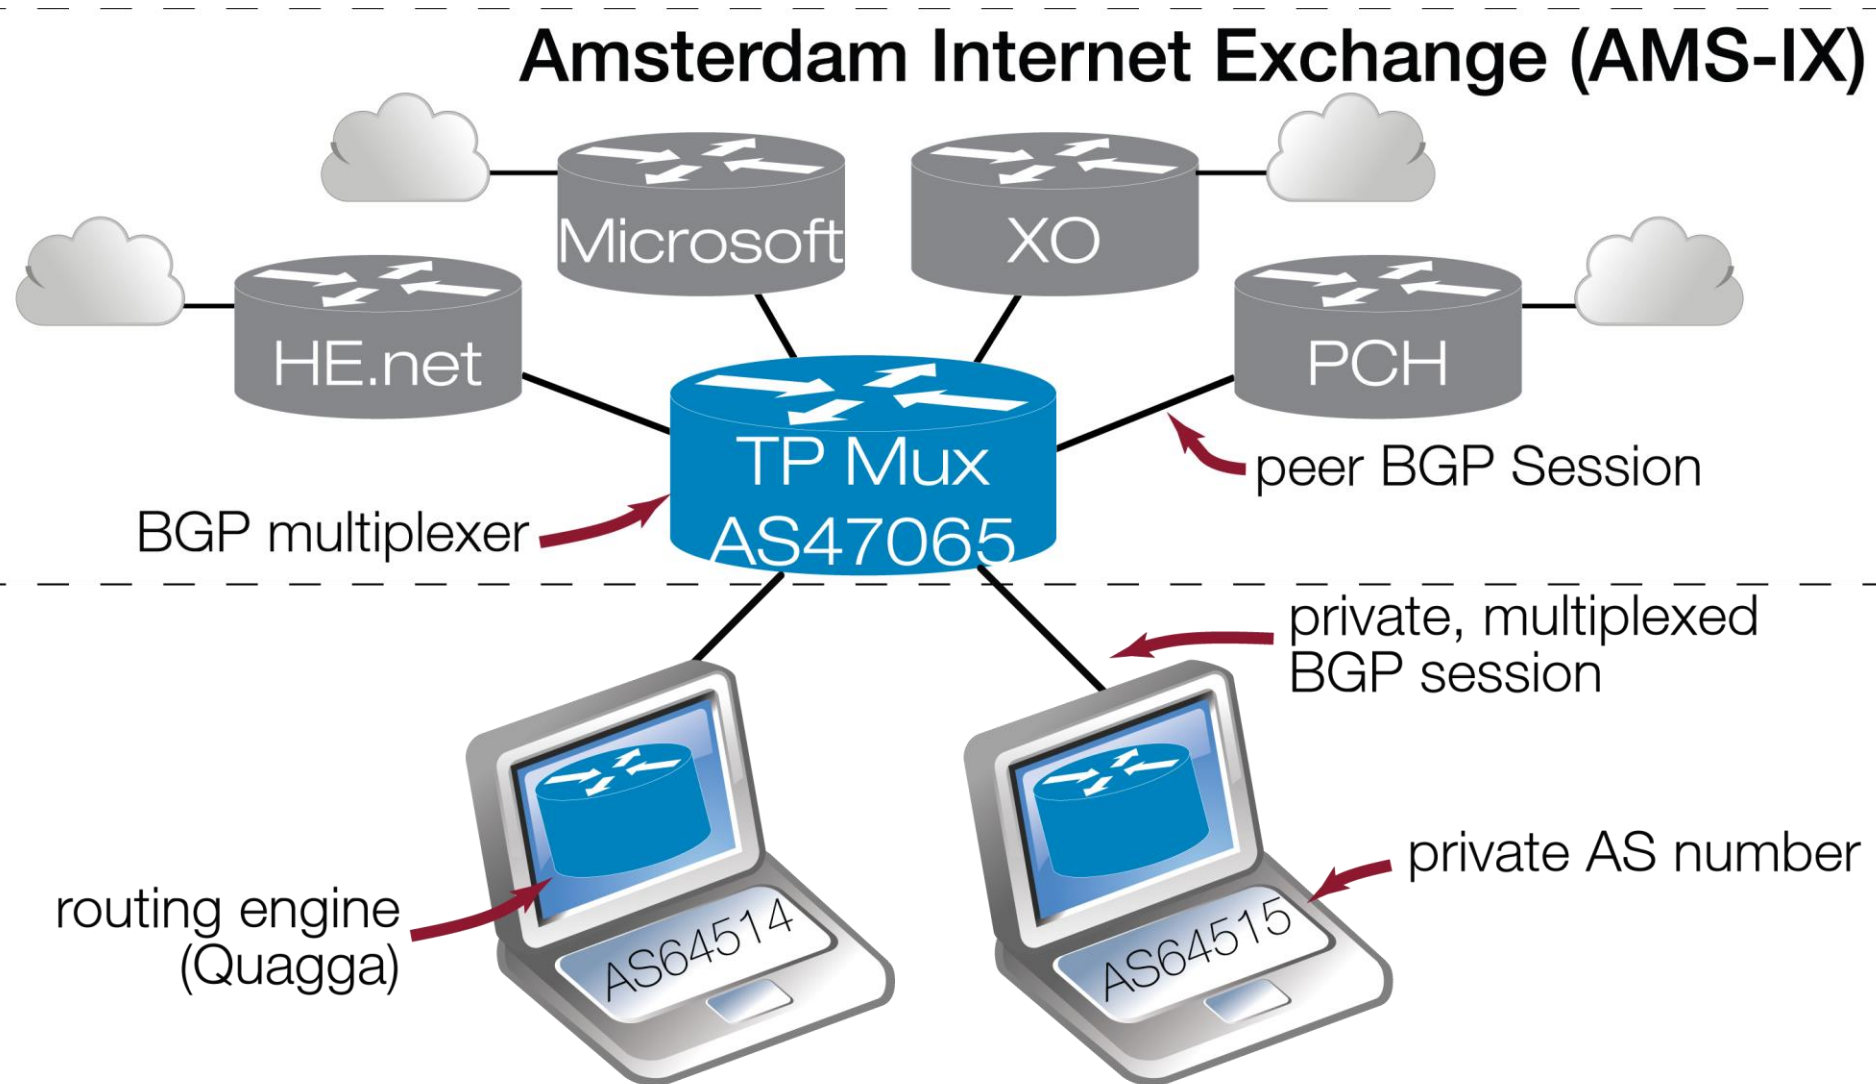 Amsterdam Internet Exchange (AMS-IX)
Microsoft
XO
HE.net
PCH
TP Mux
AS47065
peer BGP Session
BGP multiplexer
private, multiplexed
BGP session
private AS number
routing engine
(Quagga)
AS64514
AS64515